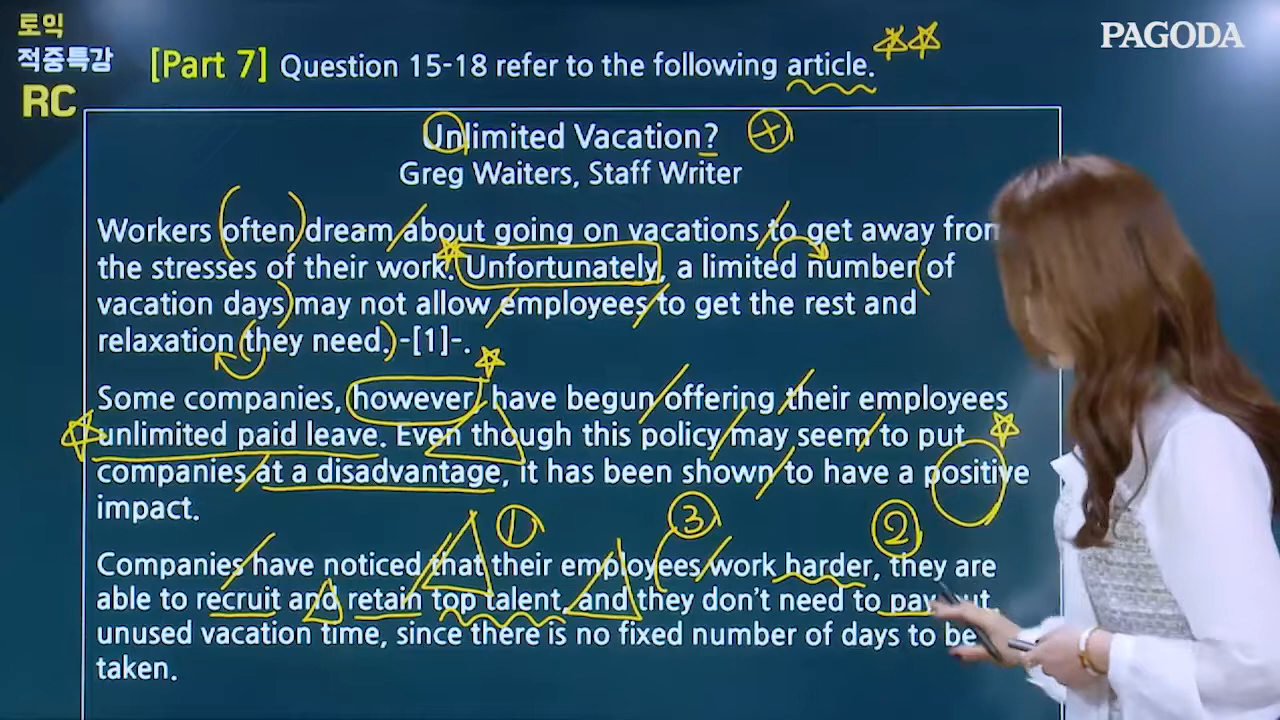 토익
적중특강
RC
PAGODA
[Part 7] Question 15-18 refer to the following article.
Unlimited Vacation?
Greg Waiters, Staff Writer
Workers often dream about going on vacations to get away from
the stresses of their work. Unfortunately, a limited number of
vacation days may not allow employees to get the rest and
relaxation they need. -[1]-.
Some companies, however, have begun offering their employees
unlimited paid leave. Even though this policy may seem to put
companies at a disadvantage, it has been shown to have a positive
impact.
① ③ ②
Companies have noticed that their employees work harder, they are
able to recruit and retain top talent, and they don't need to pay out
unused vacation time, since there is no fixed number of days to be
taken.